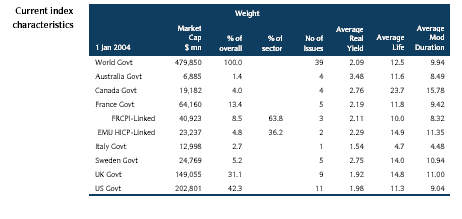 Current index
characteristics
Weight
1 Jan 2004 Market Cap $ mn % of overall % of sector No of Issues Average Real Yield Average Life Average Mod Duration
World Govt 479,850 100.0 39 2.09 12.5 9.94
Australia Govt 6,885 1.4 4 3.48 11.6 8.49
Canada Govt 19,182 4.0 4 2.76 23.7 15.78
France Govt 64,160 13.4 5 2.19 11.8 9.42
FRCPI-Linked 40,923 8.5 63.8 3 2.11 10.0 8.32
EMU HICP-Linked 23,237 4.8 36.2 2 2.29 14.9 11.35
Italy Govt 12,998 2.7 1 1.54 4.7 4.48
Sweden Govt 24,769 5.2 5 2.75 14.0 10.94
UK Govt 149,055 31.1 9 1.92 14.8 11.00
US Govt 202,801 42.3 11 1.98 11.3 9.04